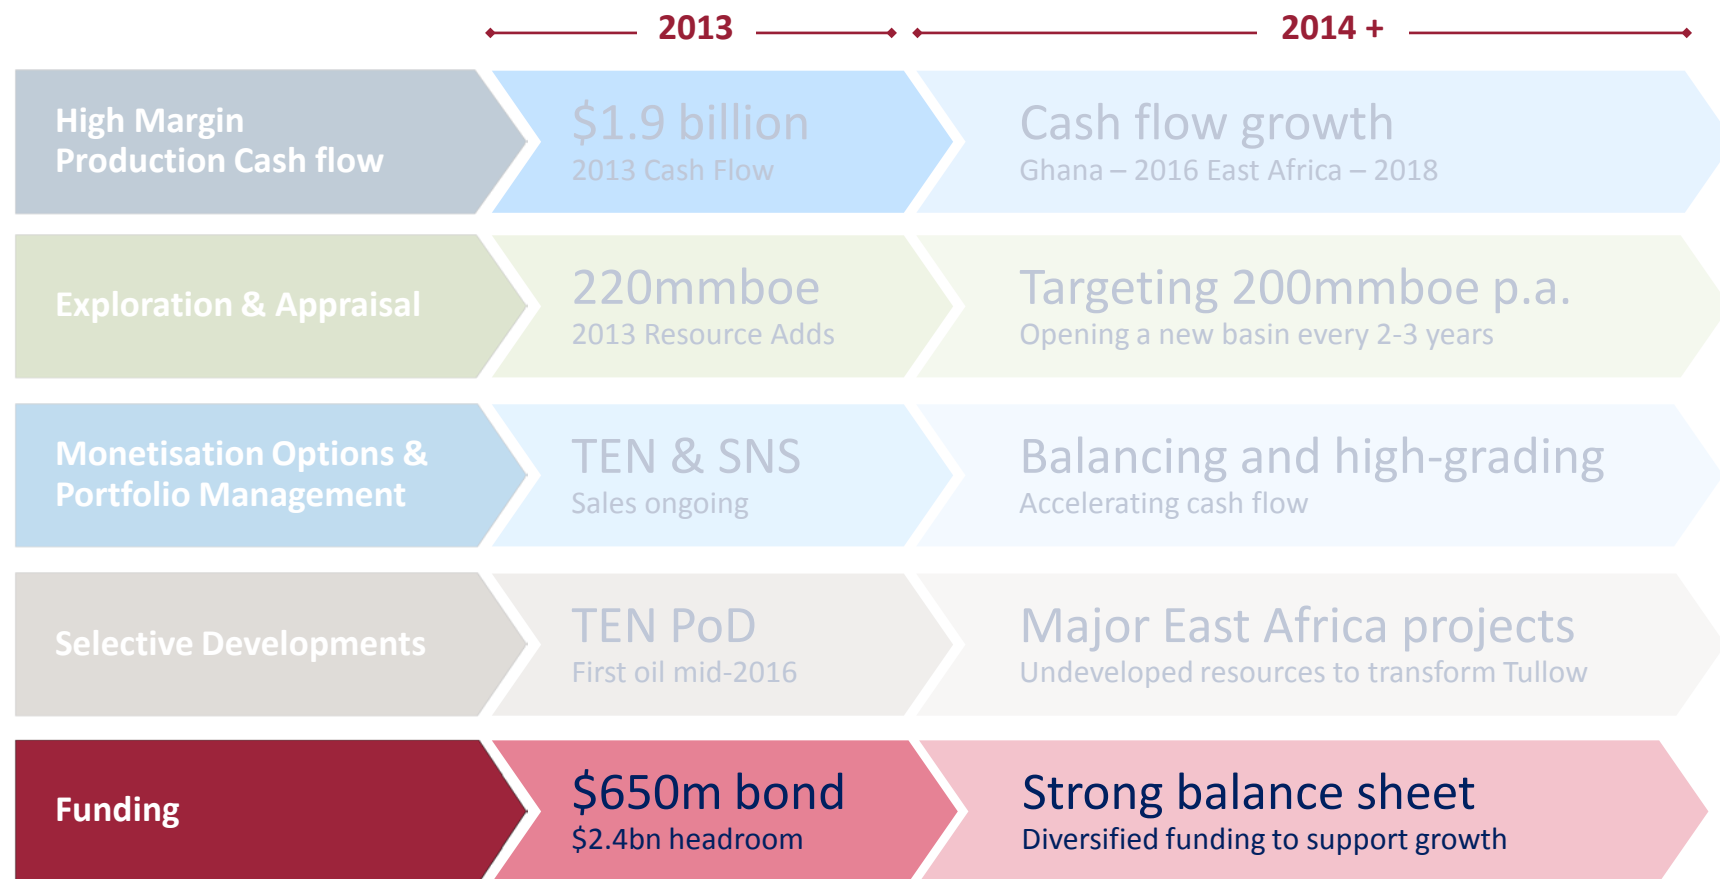 2013
2014 +
High Margin
Production Cash flow
$1.9 billion
2013 Cash Flow
Cash flow growth
Ghana – 2016 East Africa – 2018
Exploration & Appraisal
220mmboe
2013 Resource Adds
Targeting 200mmboe p.a.
Opening a new basin every 2-3 years
Monetisation Options &
Portfolio Management
TEN & SNS
Sales ongoing
Balancing and high-grading
Accelerating cash flow
Selective Developments
TEN PoD
First oil mid-2016
Major East Africa projects
Undeveloped resources to transform Tullow
Funding
$650m bond
$2.4bn headroom
Strong balance sheet
Diversified funding to support growth